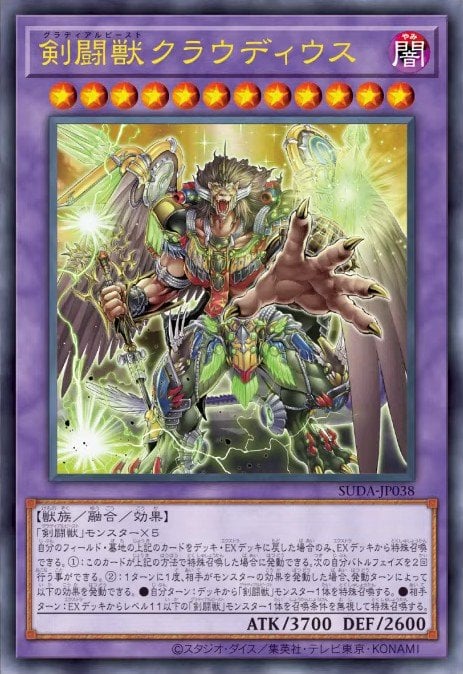 グラディアルビースト
剣闘獣クラウディウス
やみ
闇
SUDA-JP038
【獣族/融合/効果】
「剣闘獣」モンスター×5
自分のフィールド・墓地の上記のカードをデッキ・EXデッキに戻した場合のみ、EXデッキから特殊召喚
できる。①:このカードが上記の方法で特殊召喚した場合に発動できる。次の自分バトルフェイズを2回
行う事ができる。②:1ターンに1度、相手がモンスターの効果を発動した場合、発動ターンによって
以下の効果を発動できる。●自分ターン:デッキから「剣闘獣」モンスター1体を特殊召喚する。●相手
ターン:EXデッキからレベル11以下の「剣闘獣」モンスター1体を召喚条件を無視して特殊召喚する。
ATK/3700 DEF/2600
©スタジオ・ダイス/集英社・テレビ東京・KONAMI